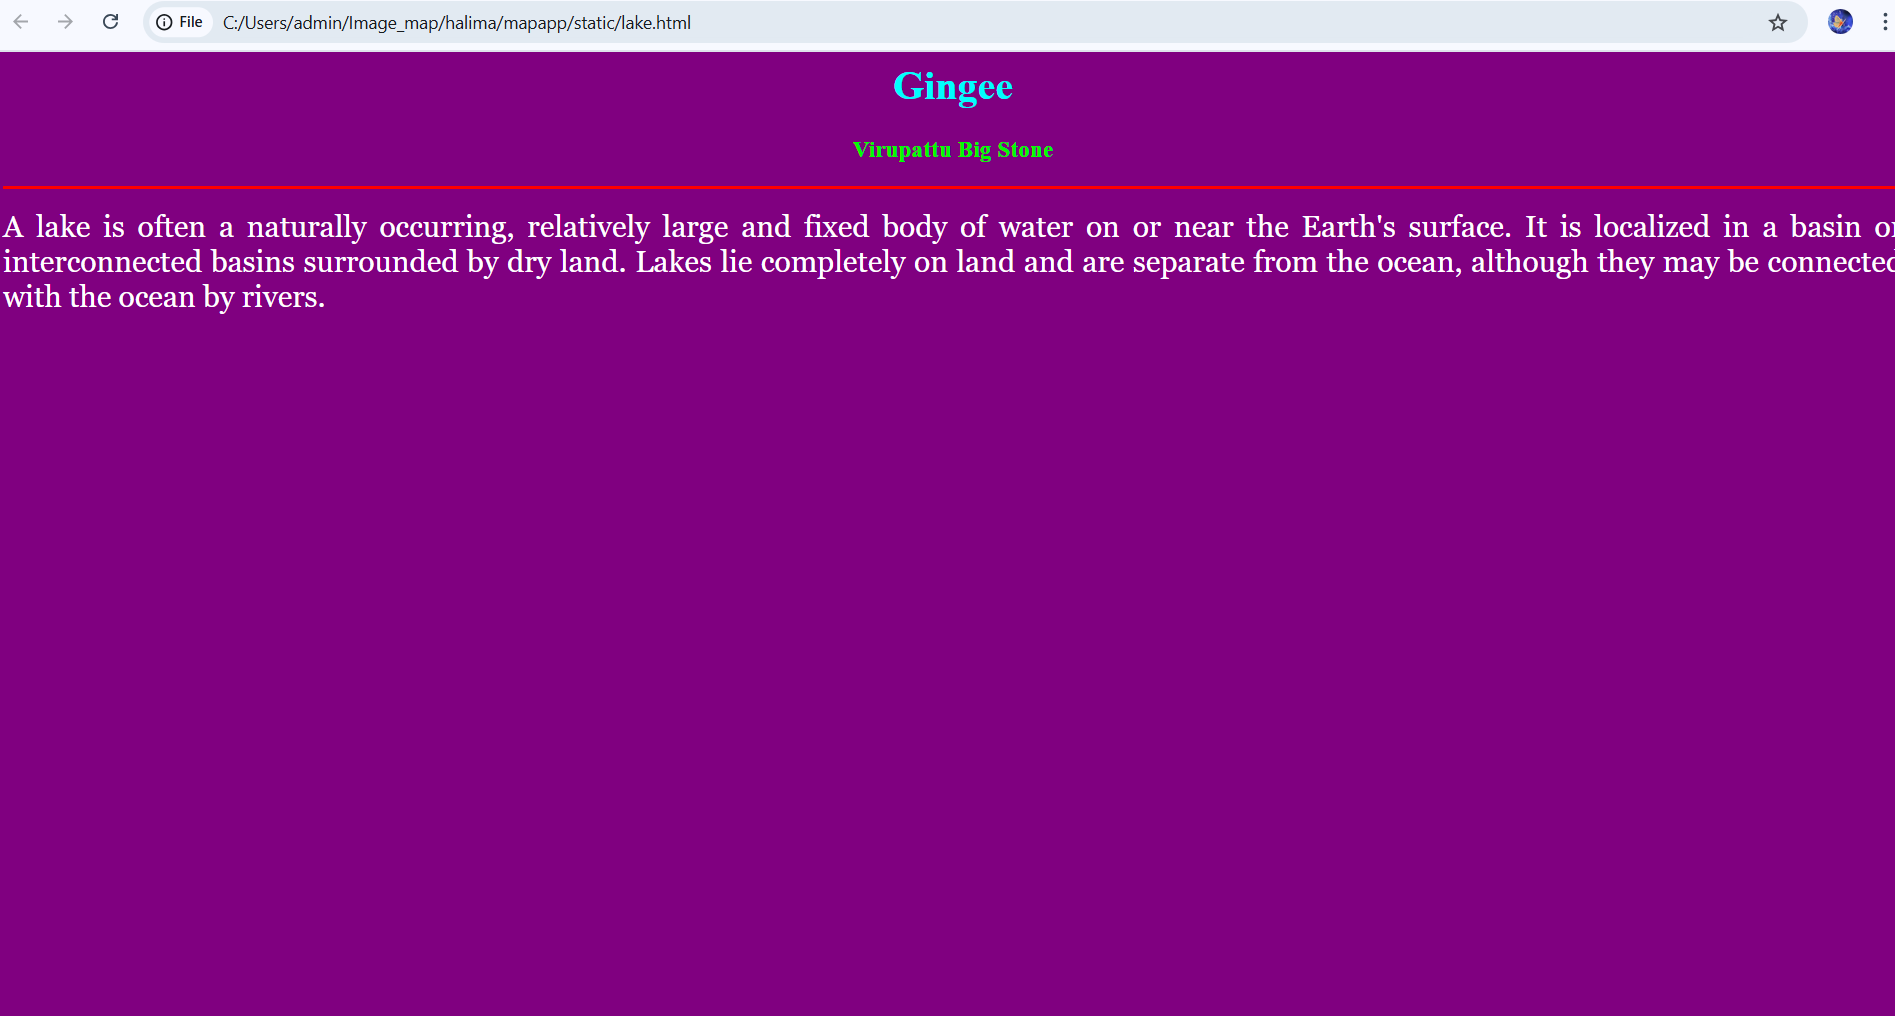 File C:/Users/admin/Image_map/halima/mapapp/static/lake.html
Gingee
Virupattu Big Stone
A lake is often a naturally occurring, relatively large and fixed body of water on or near the Earth's surface. It is localized in a basin or
interconnected basins surrounded by dry land. Lakes lie completely on land and are separate from the ocean, although they may be connected
with the ocean by rivers.